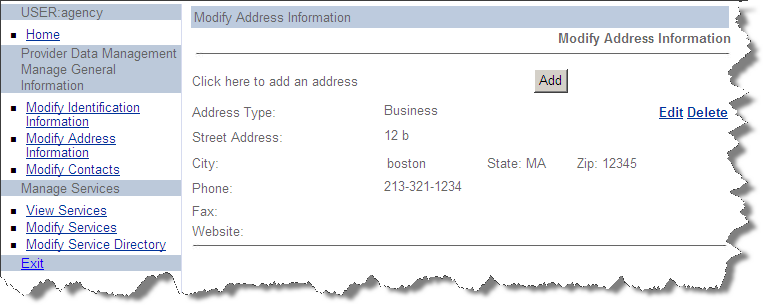 USER:agency
Home
Provider Data Management
Manage General
Information
Modify Identification
Information
Modify Address
Information
Modify Contacts
Manage Services
View Services
Modify Services
Modify Service Directory
Exit
Modify Address Information
Modify Address Information
Click here to add an address Add
Address Type: Business Edit Delete
Street Address: 12 b
City: boston State: MA Zip: 12345
Phone: 213-321-1234
Fax:
Website: